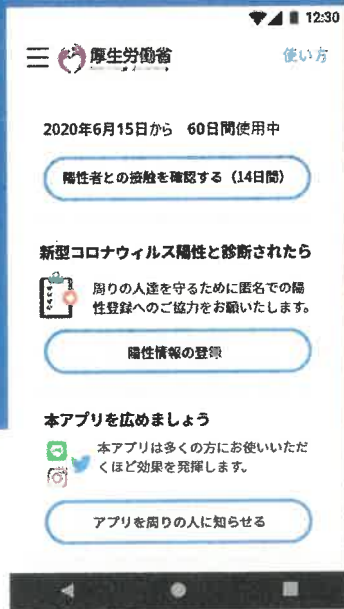 12:30
厚生労働省
使い方
2020年6月15日から 60日間使用中
陽性者との接触を確認する（14日間）
新型コロナウィルス陽性と診断されたら
周りの人達を守るために匿名での陽
性登録へのご協力をお願いいたします。
陽性情報の登録
本アプリを広めましょう
本アプリは多くの方にお使いいただ
くほど効果を発揮します。
アプリを周りの人に知らせる